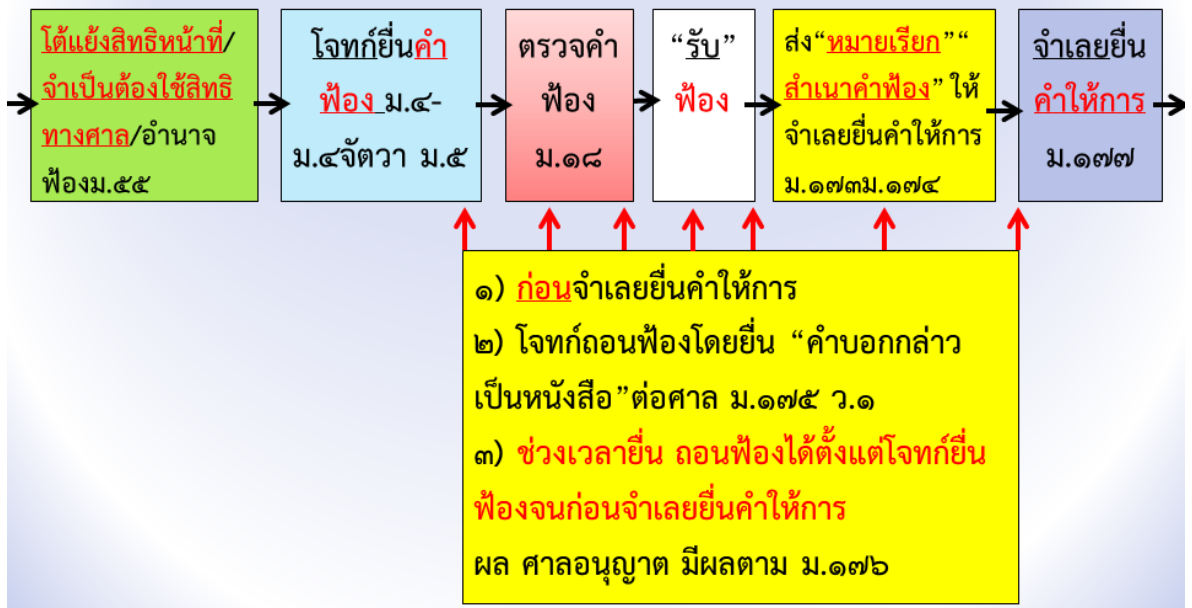 โต้แย้งสิทธิหน้าที่/
จำเป็นต้องใช้สิทธิ
ทางศาล/อำนาจ
ฟ้องม.๕๕
โจทก์ยื่นคำ
ฟ้อง ม.๔-
ม.๔จัตวา ม.๕
ตรวจคำ
ฟ้อง
ม.๑๘
“รับ”
ฟ้อง
ส่ง“หมายเรียก”“
สำเนาคำฟ้อง” ให้
จำเลยยื่นคำให้การ
ม.๑๗๓ม.๑๗๔
จำเลยยื่น
คำให้การ
ม.๑๗๗
๑) ก่อนจำเลยยื่นคำให้การ
๒) โจทก์ถอนฟ้องโดยยื่น “คำบอกกล่าว
เป็นหนังสือ”ต่อศาล ม.๑๗๕ ว.๑
๓) ช่วงเวลายื่น ถอนฟ้องได้ตั้งแต่โจทก์ยื่น
ฟ้องจนก่อนจำเลยยื่นคำให้การ
ผล ศาลอนุญาต มีผลตาม ม.๑๗๖